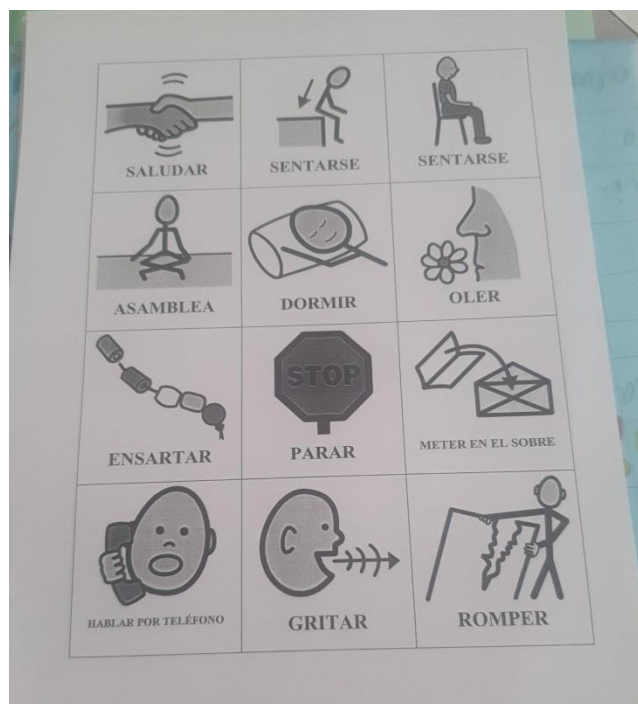 SALUDAR
SENTARSE
SENTARSE
ASAMBLEA
DORMIR
OLER
ENSARTAR
STOP
PARAR
METER EN EL SOBRE
HABLAR POR TELÉFONO
GRITAR
ROMPER